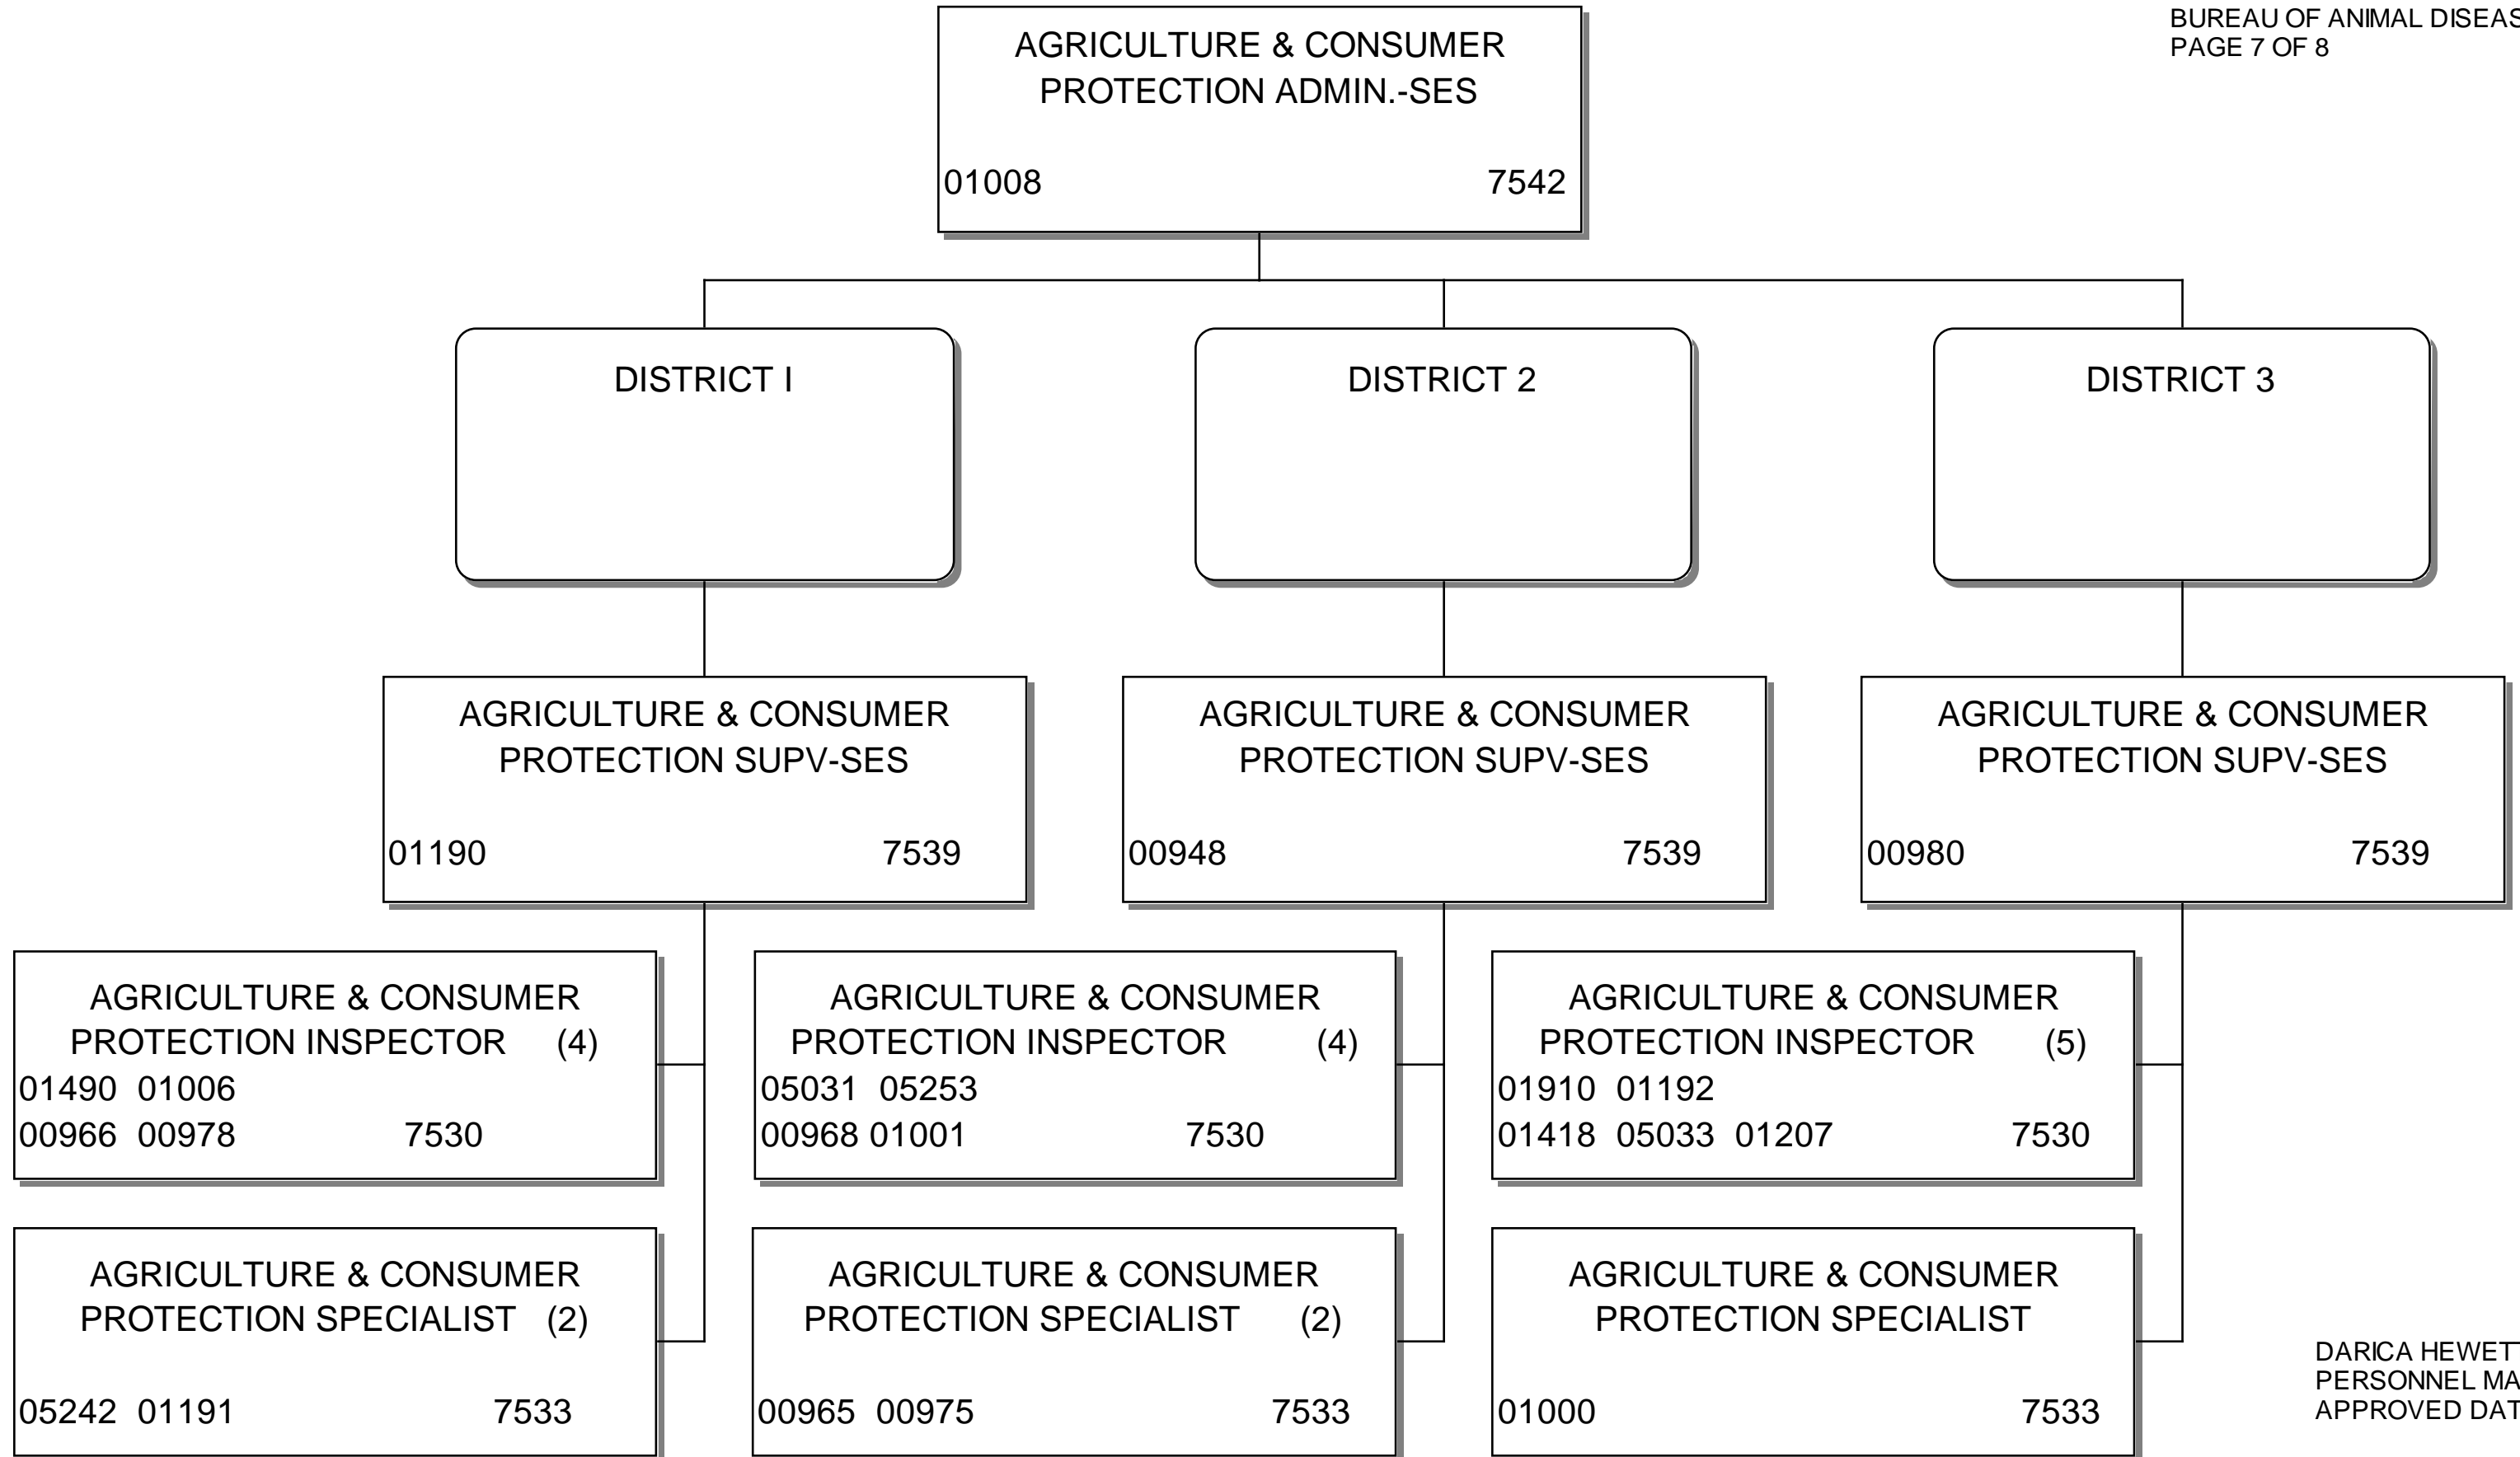 BUREAU OF ANIMAL
PAGE 7 OF 8
AGRICULTURE & CONSUMER
PROTECTION ADMIN.-SES
01008 7542
DISTRICT I
DISTRICT 2
DISTRICT 3
AGRICULTURE & CONSUMER
PROTECTION SUPV-SES
01190 7539
AGRICULTURE & CONSUMER
PROTECTION SUPV-SES
00948 7539
AGRICULTURE & CONSUMER
PROTECTION SUPV-SES
00980 7539
AGRICULTURE & CONSUMER
PROTECTION INSPECTOR (4)
01490 01006
00966 00978 7530
AGRICULTURE & CONSUMER
PROTECTION INSPECTOR (4)
05031 05253
00968 01001 7530
AGRICULTURE & CONSUMER
PROTECTION INSPECTOR (5)
01910 01192
01418 05033 01207 7530
AGRICULTURE & CONSUMER
PROTECTION SPECIALIST (2)
05242 01191 7533
AGRICULTURE & CONSUMER
PROTECTION SPECIALIST (2)
00965 00975 7533
AGRICULTURE & CONSUMER
PROTECTION SPECIALIST
01000 7533
DARICA
PERSONNEL
APPROVED